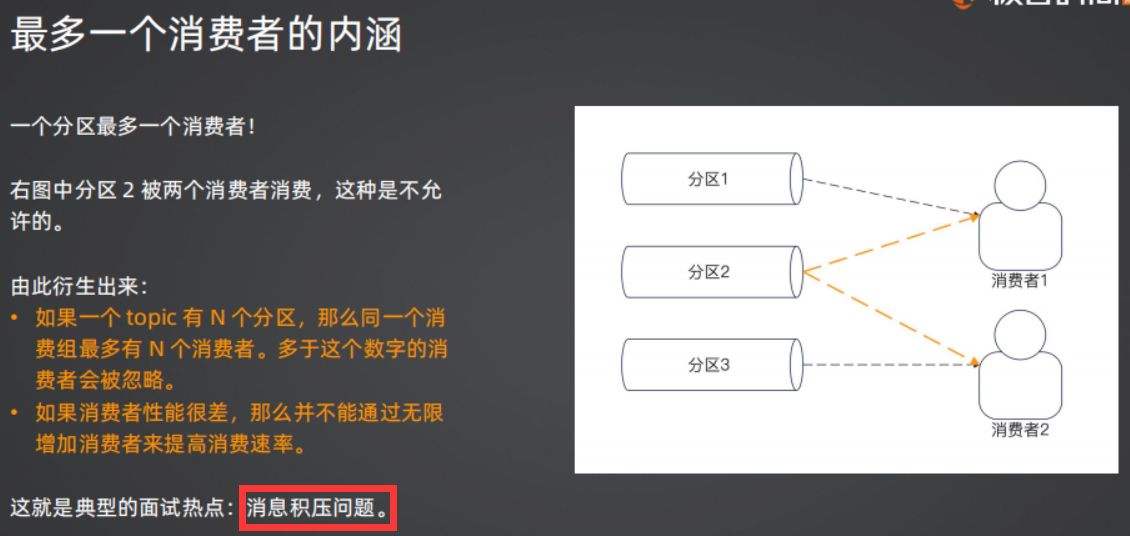 最多一个消费者的内涵
一个分区最多一个消费者！
右图中分区 2 被两个消费者消费，这种是不允
许的。
由此衍生出来：
• 如果一个 topic 有 N 个分区，那么同一个消
费组最多有 N 个消费者。多于这个数字的消
费者会被忽略。
• 如果消费者性能很差，那么并不能通过无限
增加消费者来提高消费速率。
这就是典型的面试热点：消息积压问题。
分区1
分区2
分区3
消费者1
消费者2